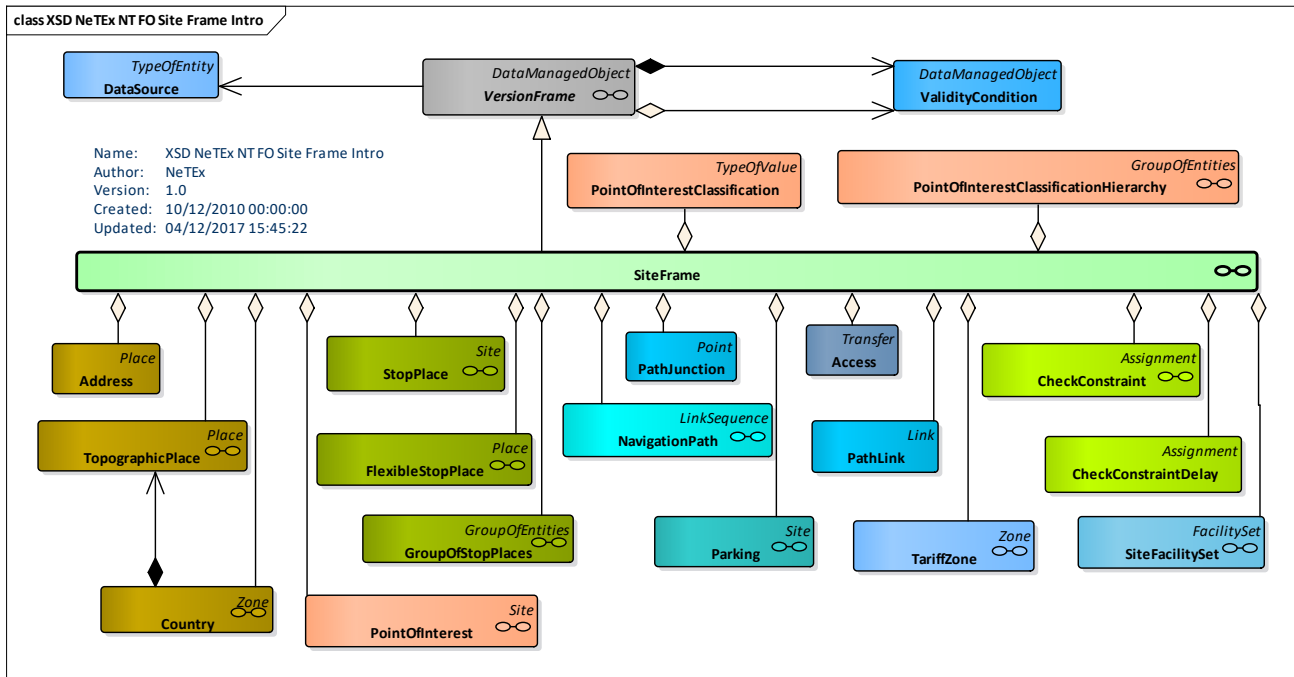 class XSD NeTEx NT FO Site Frame Intro
TypeOfEntity
DataSource
DataManagedObject
VersionFrame
DataManagedObject
ValidityCondition
Name: XSD NeTEx NT FO Site Frame Intro
Author: NeTEx
Version: 1.0
Created: 10/12/2010 00:00:00
Updated: 04/12/2017 15:45:22
TypeOfValue
PointOfInterestClassification
GroupOfEntities
PointOfInterestClassificationHierarchy
SiteFrame
Place
Address
Site
StopPlace
Point
PathJunction
Transfer
Access
Assignment
CheckConstraint
Place
TopographicPlace
Place
FlexibleStopPlace
LinkSequence
NavigationPath
Link
PathLink
Assignment
CheckConstraintDelay
GroupOfEntities
GroupOfStopPlaces
Site
Parking
Zone
TariffZone
FacilitySet
SiteFacilitySet
Zone
Country
Site
PointOfInterest